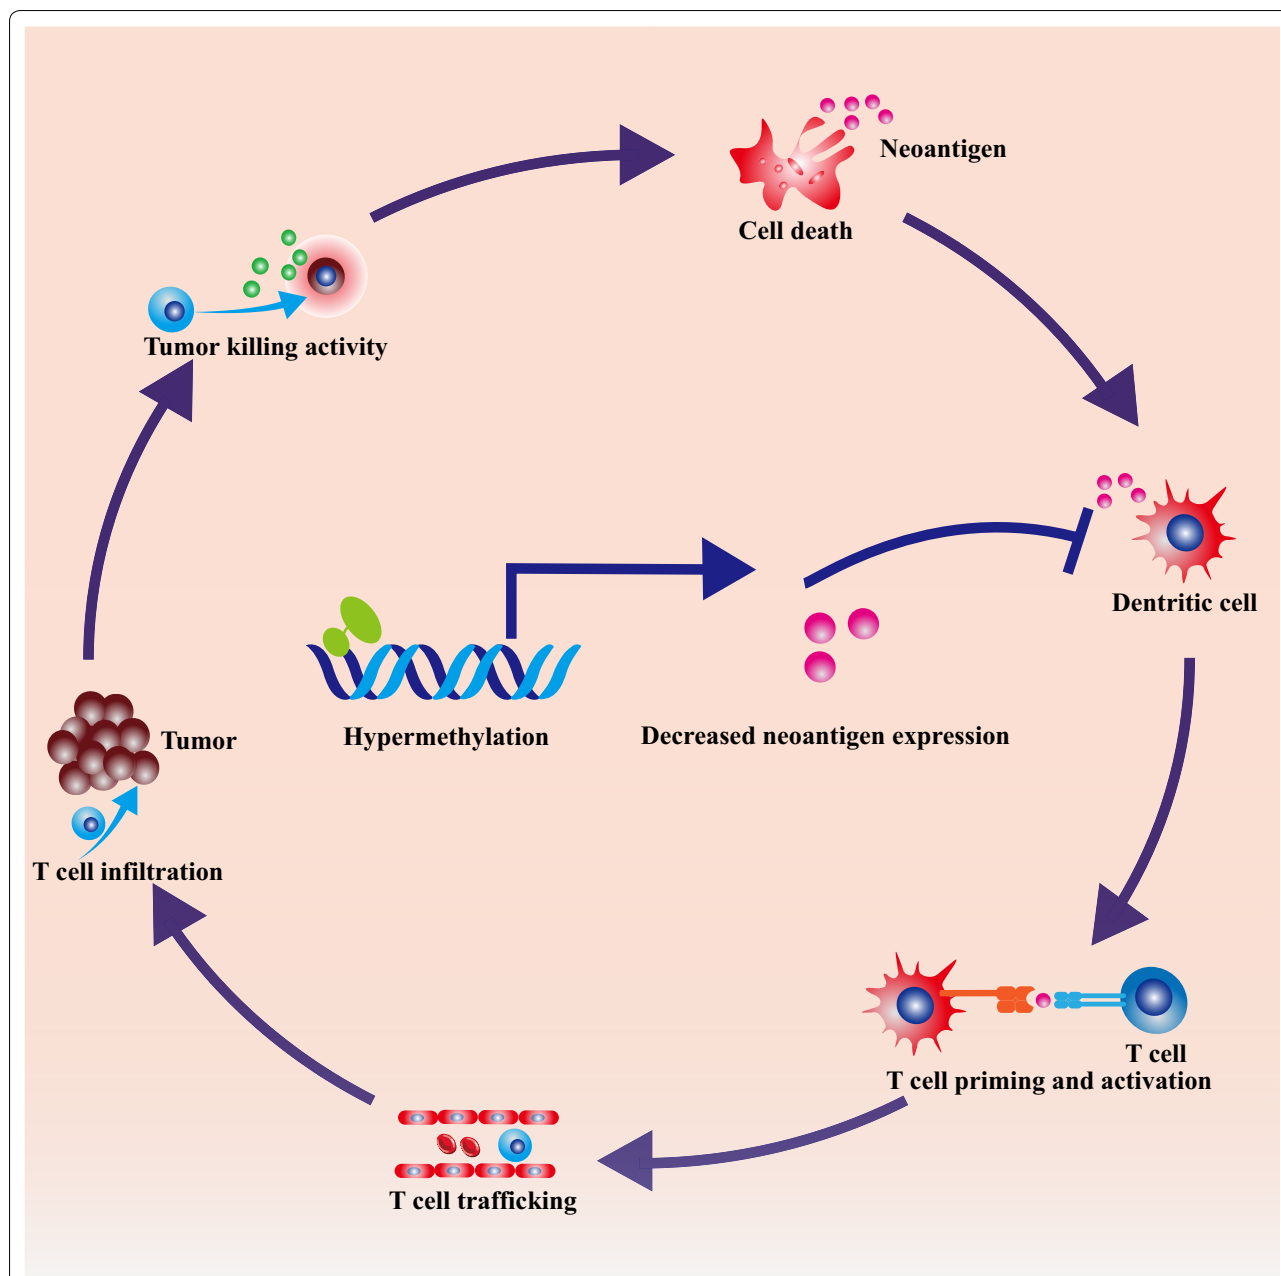 Neoantigen
Cell death
Tumor killing activity
Dentritic cell
Hypermethylation
Decreased neoantigen expression
Tumor
T cell infiltration
T cell
T cell priming and activation
T cell trafficking